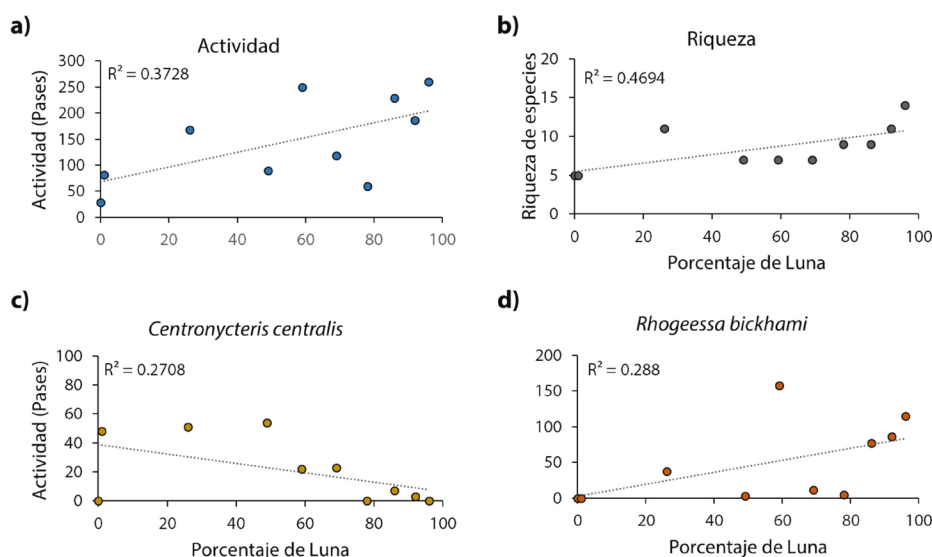 a)
Actividad
R² = 0.3728
Actividad (Pases)
300
250
200
150
100
50
0
0 20 40 60 80 100
b)
Riqueza
R² = 0.4694
Riqueza de especies
20
15
10
5
0
0 20 40 60 80 100
Porcentaje de Luna
c)
Centronycteris centralis
R² = 0.2708
Actividad (Pases)
100
80
60
40
20
0
0 20 40 60 80 100
Porcentaje de Luna
d)
Rhogeessa bickhami
R² = 0.288
200
150
100
50
0
0 20 40 60 80 100
Porcentaje de Luna